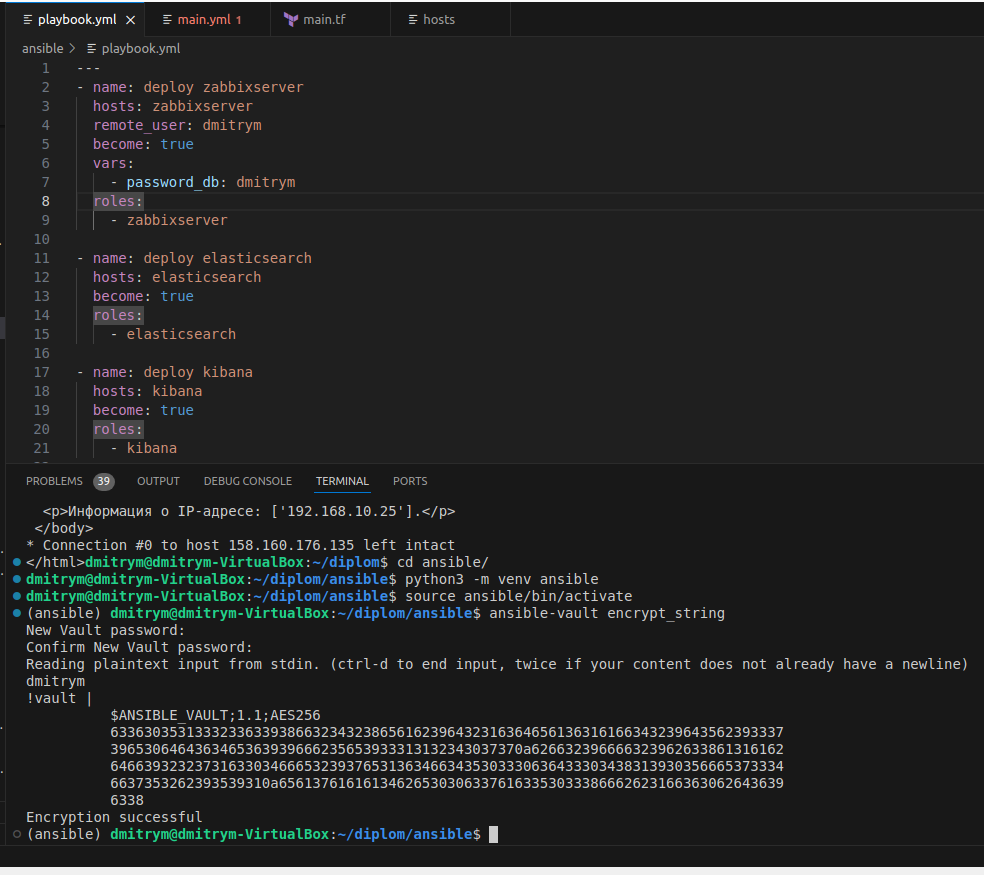 playbook.yml × main.yml 1 main.tf hosts
ansible > playbook.yml
1 ---
2 - name: deploy zabbixserver
3 hosts: zabbixserver
4 remote_user: dmitrym
5 become: true
6 vars:
7 - password_db: dmitrym
8 roles:
9 - zabbixserver
10
11 - name: deploy elasticsearch
12 hosts: elasticsearch
13 become: true
14 roles:
15 - elasticsearch
16
17 - name: deploy kibana
18 hosts: kibana
19 become: true
20 roles:
21 - kibana
PROBLEMS 39 OUTPUT DEBUG CONSOLE TERMINAL PORTS
<p>Информация о IP-адресе: ['192.168.10.25'].</p>
</body>
* Connection #0 to host 158.160.176.135 left intact
</html>dmitrym@dmitrym-VirtualBox:~/diplom$ cd ansible/
dmitrym@dmitrym-VirtualBox:~/diplom/ansible$ python3 -m venv ansible
dmitrym@dmitrym-VirtualBox:~/diplom/ansible$ source ansible/bin/activate
(ansible) dmitrym@dmitrym-VirtualBox:~/diplom/ansible$ ansible-vault encrypt_string
New Vault password:
Confirm New Vault password:
Reading plaintext input from stdin. (ctrl-d to end input, twice if your content does not already have a newline)
dmitrym
!vault |
$ANSIBLE_VAULT;1.1;AES256
6338
Encryption successful
(ansible) dmitrym@dmitrym-VirtualBox:~/diplom/ansible$